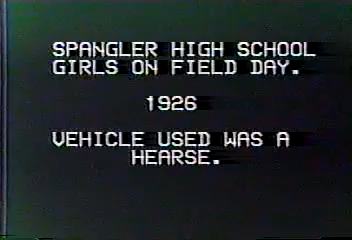 SPANGLER HIGH SCHOOL
GIRLS ON FIELD DAY.
1926
VEHICLE USED WAS A
HEARSE.